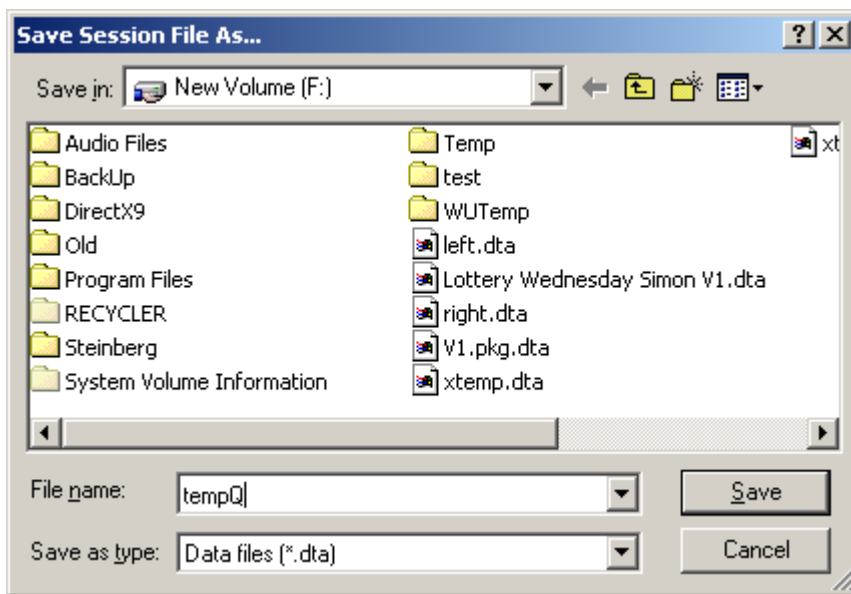 Save Session File As...
Save in: New Volume (F:)
Audio Files
BackUp
DirectX9
Old
Program Files
RECYCLER
Steinberg
System Volume Information
Temp
test
WUTemp
left.dta
Lottery Wednesday Simon V1.dta
right.dta
V1.pkg.dta
xtemp.dta
xt
File name: tempQ
Save
Save as type: Data files (*.dta)
Cancel